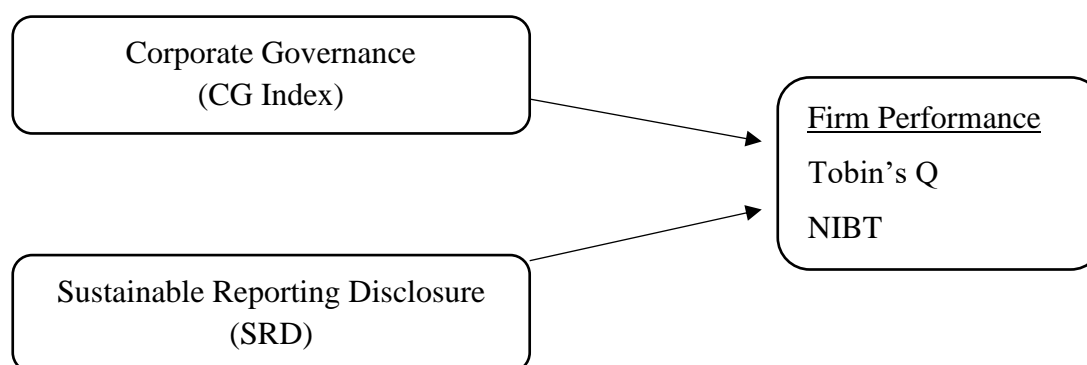 Corporate Governance
(CG Index)
Firm Performance
Tobin’s Q
NIBT
Sustainable Reporting Disclosure
(SRD)